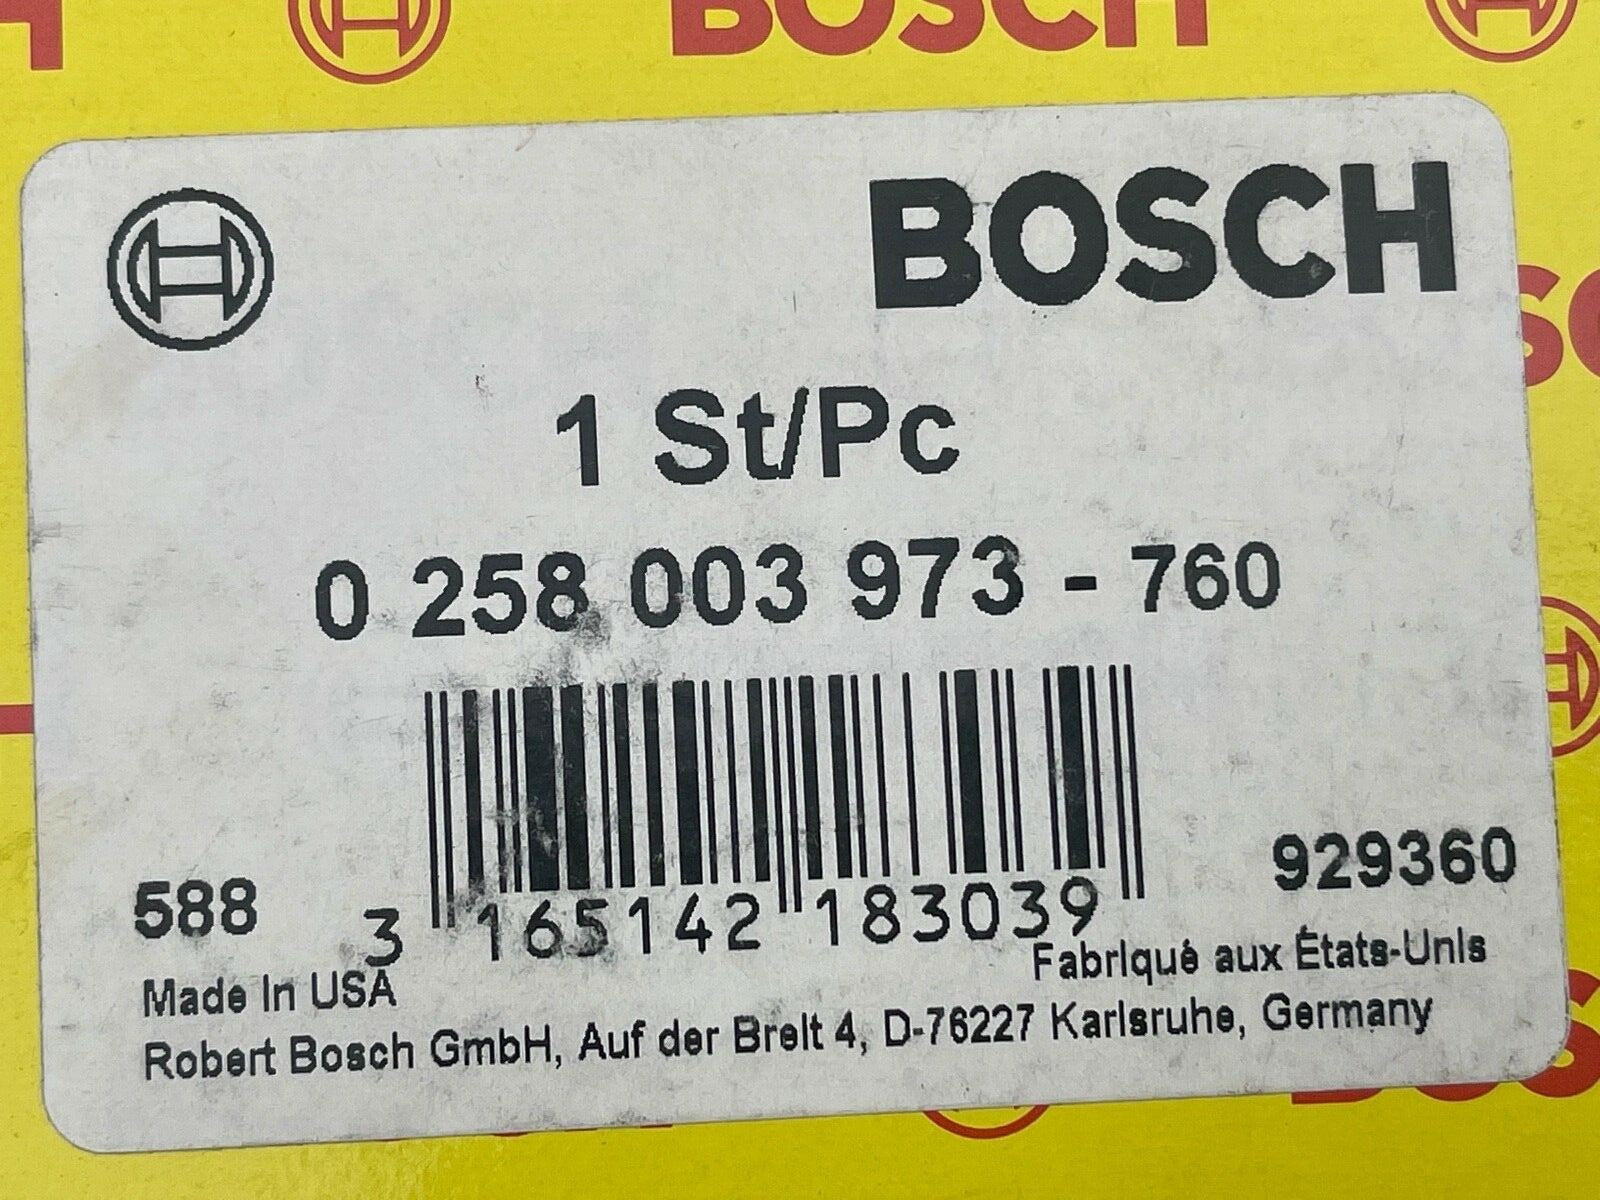 BOSCH
BOSCH
1 St/Pc
0 258 003 973 - 760
588
3 165142 183039
929360
Made in USA
Fabriqué aux États-Unis
Robert Bosch GmbH, Auf der Breit 4, D-76227 Karlsruhe, Germany